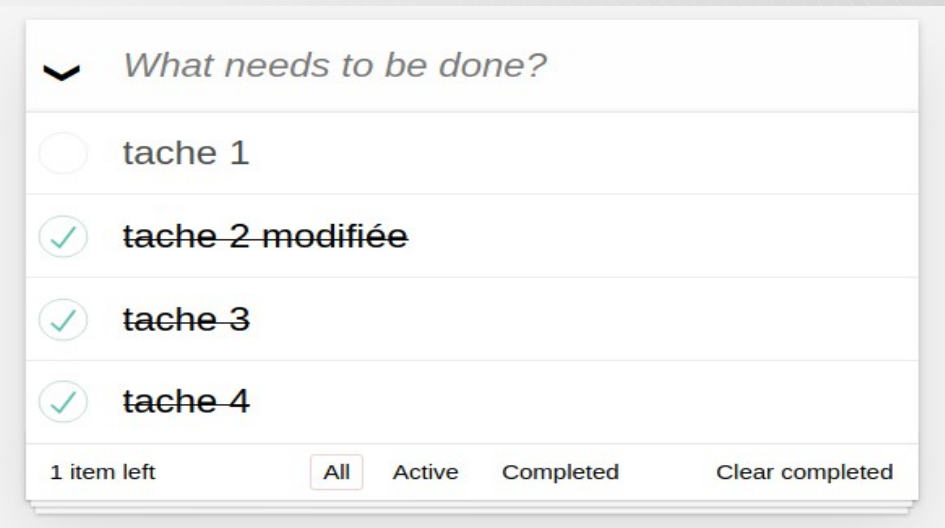 What needs to be done?
tache 1
tache 2 modifiée
tache 3
tache 4
1 item left All Active Completed Clear completed